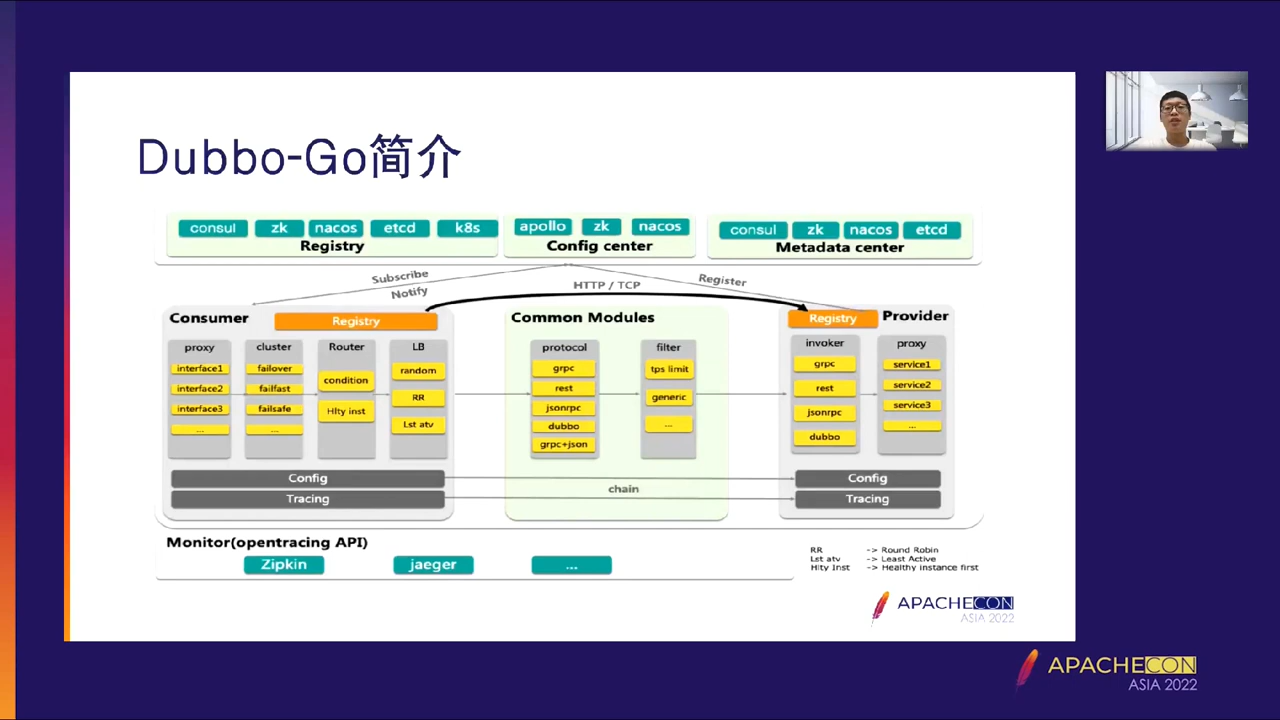 Dubbo-Go简介
consul zk nacos etcd k8s
Registry
apollo zk nacos
Config center
consul zk nacos etcd
Metadata center
Subscribe
Notify
HTTP / TCP
Register
Consumer
Registry
proxy
interface1
interface2
interface3
...
cluster
failover
failfast
failsafe
...
Router
condition
Hlty inst
LB
random
RR
Lst atv
Config
Tracing
Common Modules
protocol
grpc
rest
jsonrpc
dubbo
grpc+json
filter
tps limit
generic
...
chain
Registry
Provider
invoker
grpc
rest
jsonrpc
dubbo
proxy
service1
service2
service3
...
Config
Tracing
Monitor(opentracing API)
Zipkin jaeger ...
RR -> Round Robin
Lst atv -> Least Active
Hlty Inst -> Healthy instance first
APACHECON
ASIA 2022
APACHECON
ASIA 2022